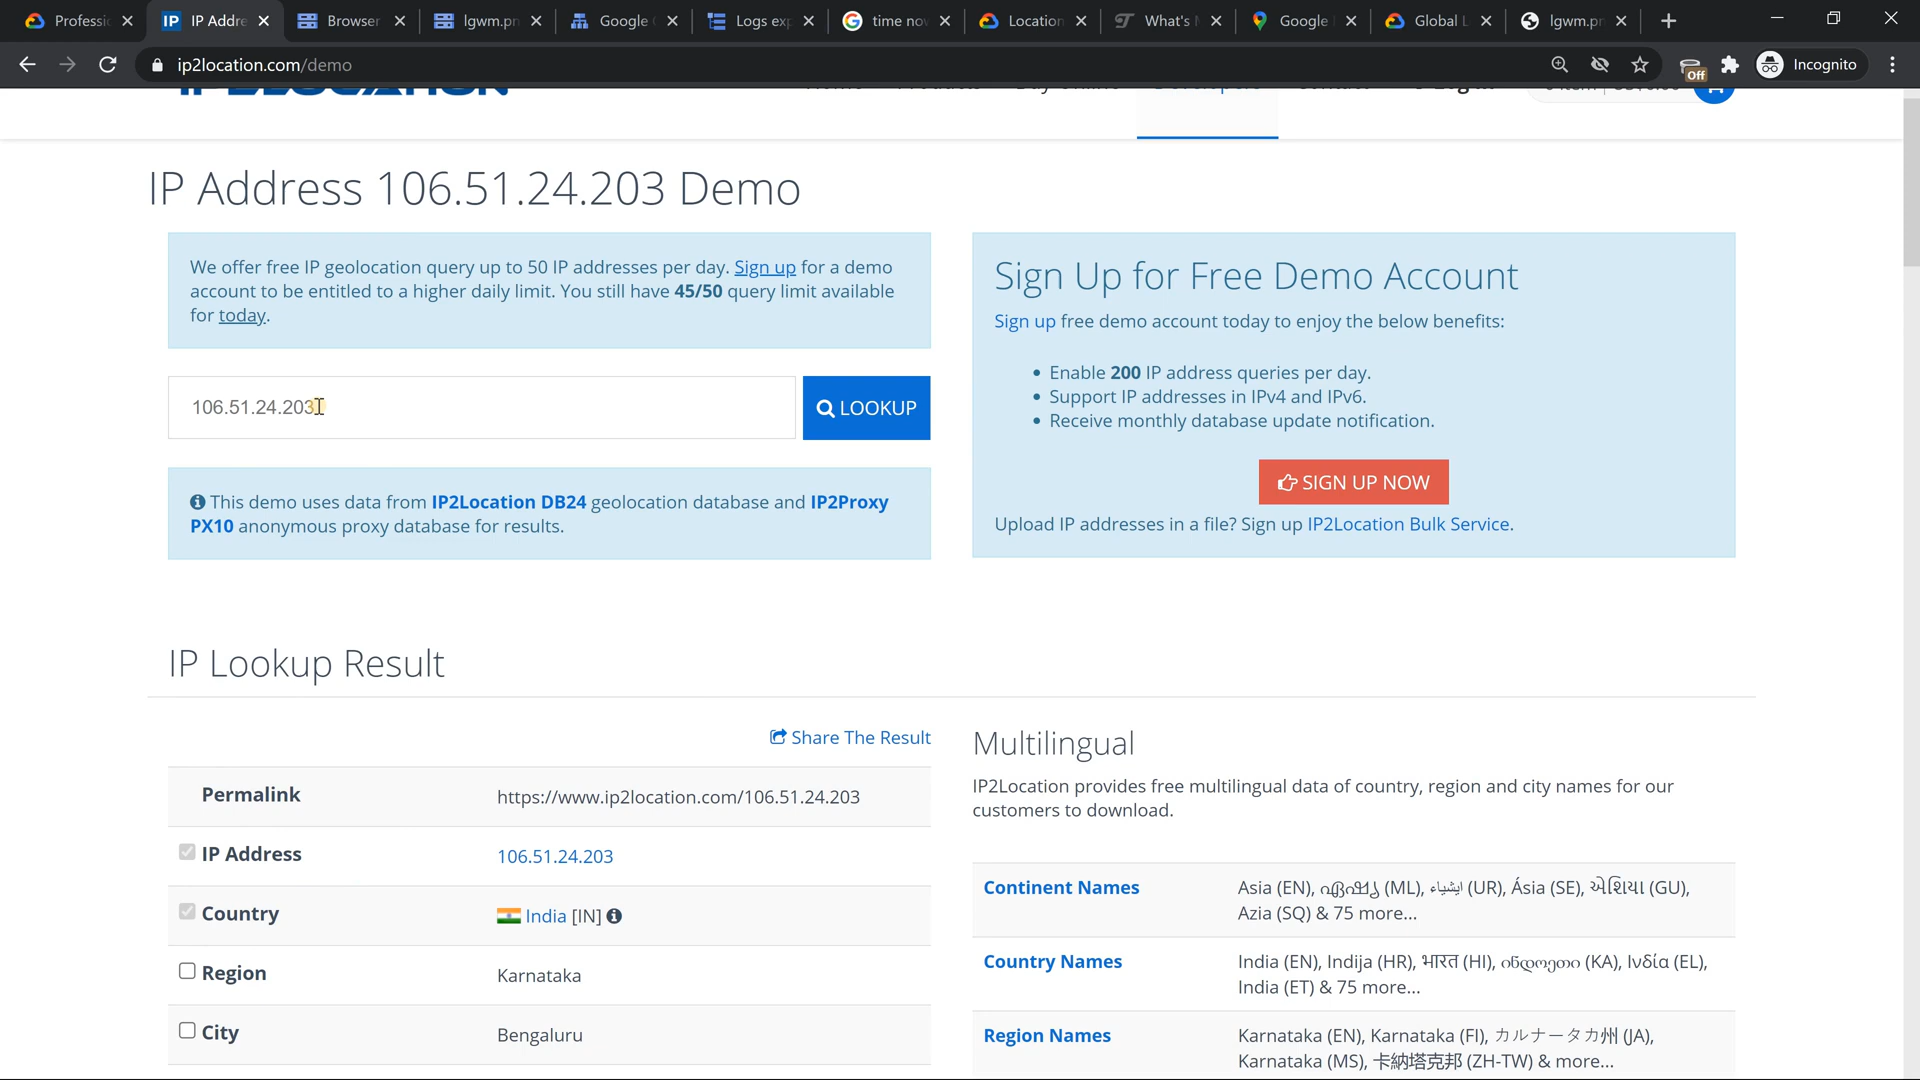 Professi
IP Addre
Browser
lgwm.pr
Google
Logs exp
time no
Location
What's
Google
Global L
lgwm.pr
ip2location.com/demo
Off
Incognito
IP Address 106.51.24.203 Demo
We offer free IP geolocation query up to 50 IP addresses per day. Sign up for a demo
account to be entitled to a higher daily limit. You still have 45/50 query limit available
for today.
106.51.24.203
LOOKUP
This demo uses data from IP2Location DB24 geolocation database and IP2Proxy
PX10 anonymous proxy database for results.
Sign Up for Free Demo Account
Sign up free demo account today to enjoy the below benefits:
• Enable 200 IP address queries per day.
• Support IP addresses in IPv4 and IPv6.
• Receive monthly database update notification.
SIGN UP NOW
Upload IP addresses in a file? Sign up IP2Location Bulk Service.
IP Lookup Result
Share The Result
Permalink https://www.ip2location.com/106.51.24.203
IP Address 106.51.24.203
Country India [IN]
Region Karnataka
City Bengaluru
Multilingual
IP2Location provides free multilingual data of country, region and city names for our
customers to download.
Continent Names Asia (EN), ഏഷ്യ (ML), ایشیاء (UR), Ásia (SE), એશિયા (GU),
Azia (SQ) & 75 more...
Country Names India (EN), Indija (HR), भारत (HI), ინდოეთი (KA), Ινδία (EL),
India (ET) & 75 more...
Region Names Karnataka (EN), Karnataka (FI), カルナータカ州 (JA),
Karnataka (MS), 卡納塔克邦 (ZH-TW) & more...